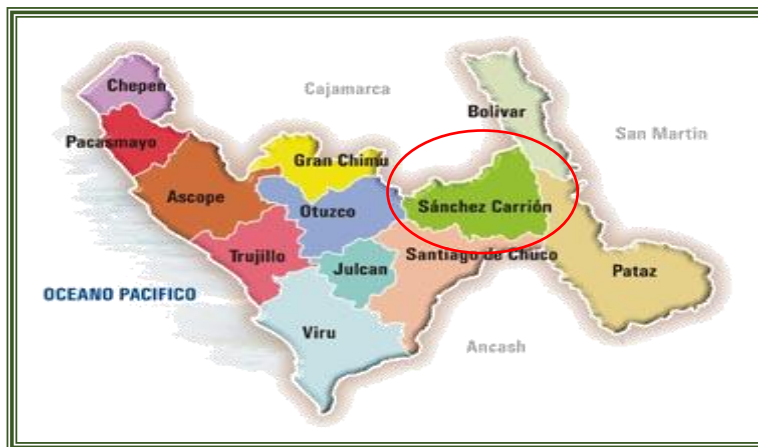 Chepen
Cajamarca
Bolivar
San Martin
Pacasmayo
Gran Chimu
Ascope
Otuzco
Sánchez Carrión
Trujillo
Julcan
Santiago de Chuco
Pataz
OCEANO PACIFICO
Viru
Ancash